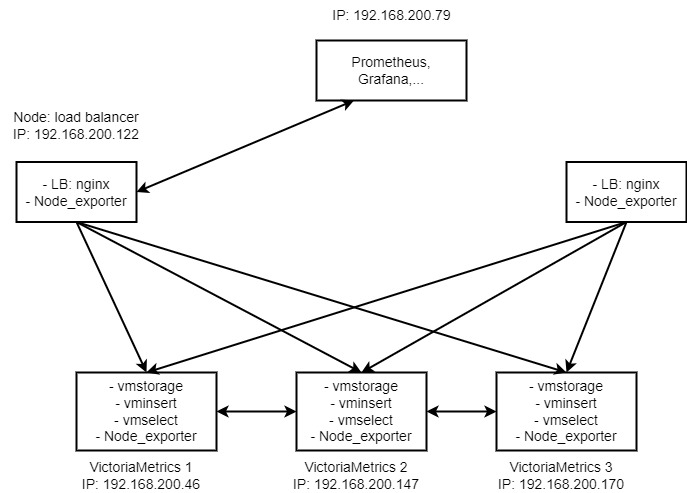 IP: 192.168.200.79
Prometheus,
Grafana,...
Node: load balancer
IP: 192.168.200.122
- LB: nginx
- Node_exporter
- LB: nginx
- Node_exporter
- vmstorage
- vminsert
- vmselect
- Node_exporter
VictoriaMetrics 1
IP: 192.168.200.46
- vmstorage
- vminsert
- vmselect
- Node_exporter
VictoriaMetrics 2
IP: 192.168.200.147
- vmstorage
- vminsert
- vmselect
- Node_exporter
VictoriaMetrics 3
IP: 192.168.200.170